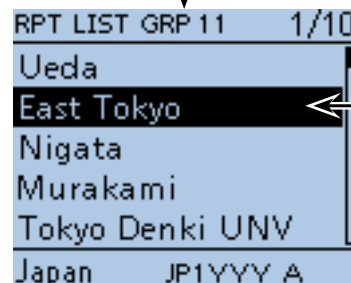 RPT LIST GRP 11 1/10
Ueda
East Tokyo
Nigata
Murakami
Tokyo Denki UNV
Japan JP1YYY A